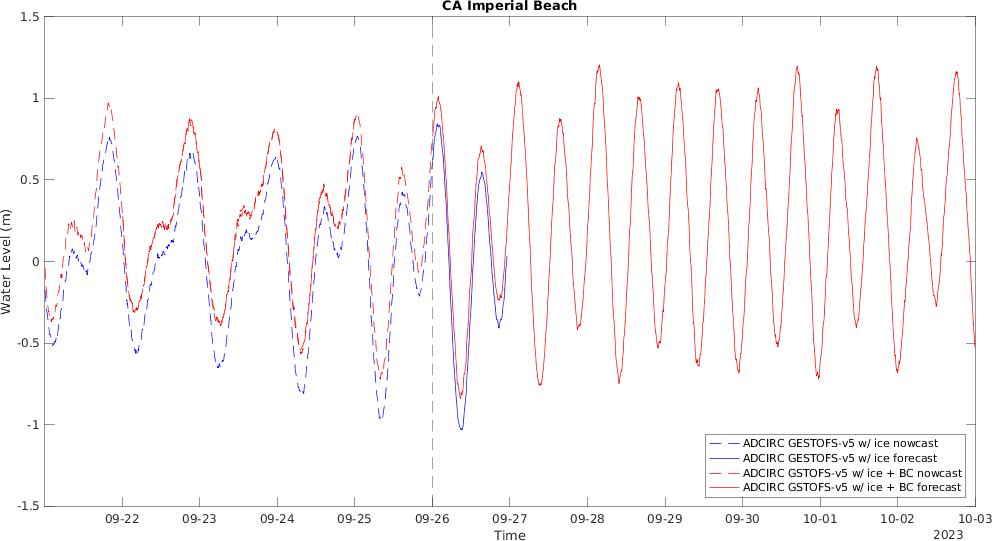 CA Imperial Beach
1.5
1
0.5
0
-0.5
-1
-1.5
Water Level (m)
09-22 09-23 09-24 09-25 09-26 09-27 09-28 09-29 09-30 10-01 10-02 10-03
Time
2023
ADCIRC GESTOFS-v5 w/ ice nowcast
ADCIRC GESTOFS-v5 w/ ice forecast
ADCIRC GSTOFS-v5 w/ ice + BC nowcast
ADCIRC GSTOFS-v5 w/ ice + BC forecast